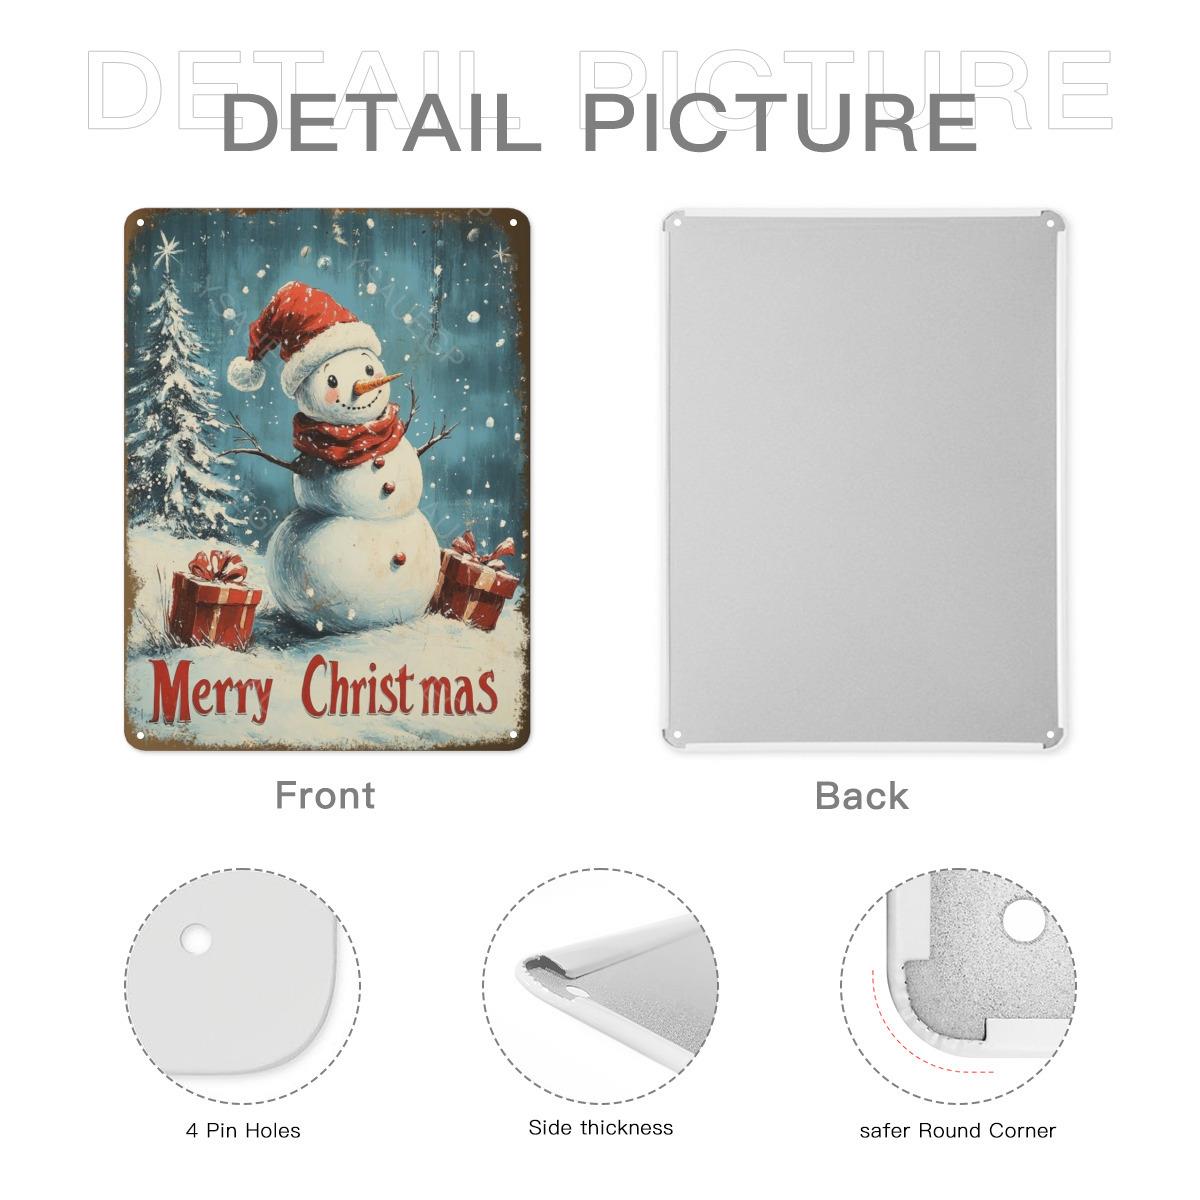 DETAIL PICTURE
DETAIL PICTURE
Merry Christmas
Front
Back
4 Pin Holes
Side thickness
safer Round Corner